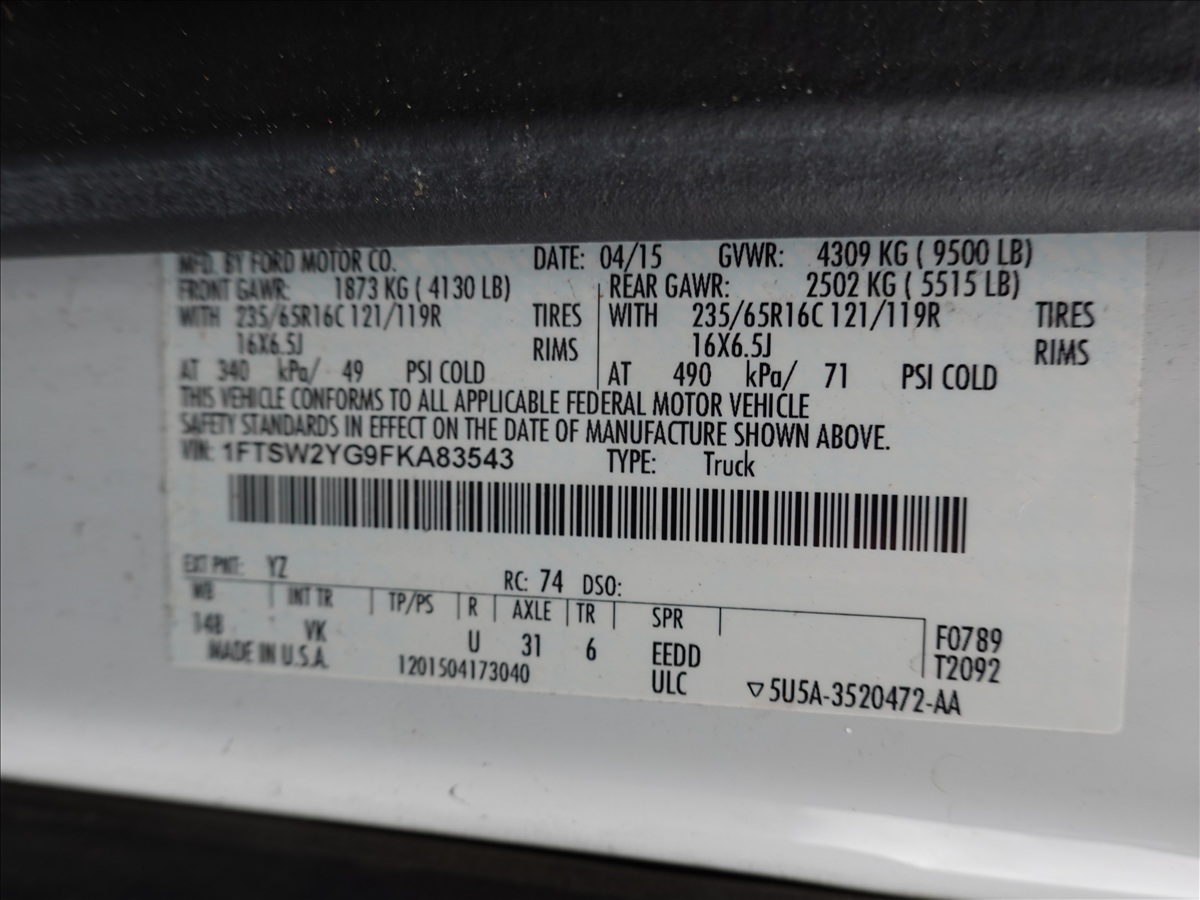 MFD. BY FORD MOTOR CO. DATE: 04/15 GVWR: 4309 KG ( 9500 LB)
FRONT GAWR: 1873 KG ( 4130 LB) REAR GAWR: 2502 KG ( 5515 LB)
WITH 235/65R16C 121/119R TIRES WITH 235/65R16C 121/119R TIRES
16X6.5J RIMS 16X6.5J RIMS
AT 340 kPa/ 49 PSI COLD AT 490 kPa/ 71 PSI COLD
THIS VEHICLE CONFORMS TO ALL APPLICABLE FEDERAL MOTOR VEHICLE
SAFETY STANDARDS IN EFFECT ON THE DATE OF MANUFACTURE SHOWN ABOVE.
VIN: 1FTSW2YG9FKA83543 TYPE: Truck
EXT PNT: YZ RC: 74 DSO:
WB INT TR TP/PS R AXLE TR SPR
148 VK U 31 6 EEDD F0789
MADE IN U.S.A. 1201504173040 ULC T2092
▽5U5A-3520472-AA